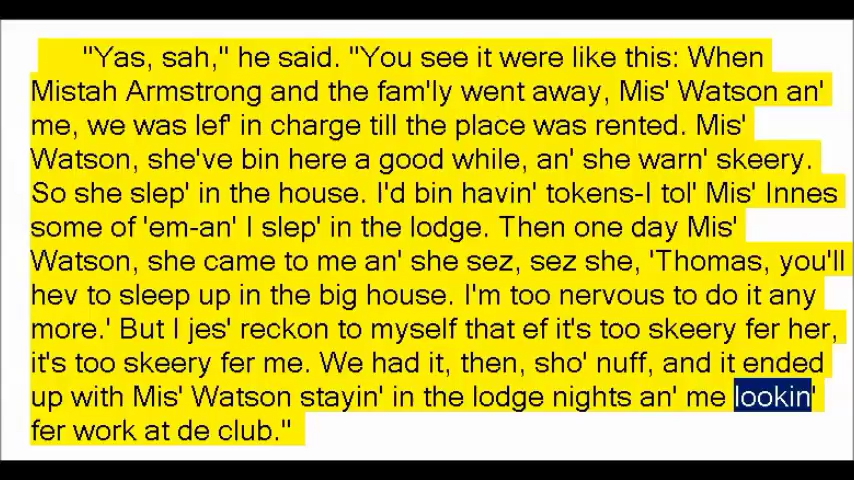 "Yas, sah," he said. "You see it were like this: When
Mistah Armstrong and the fam'ly went away, Mis' Watson an'
me, we was lef' in charge till the place was rented. Mis'
Watson, she've bin here a good while, an' she warn' skeery.
So she slep' in the house. I'd bin havin' tokens-I tol' Mis' Innes
some of 'em-an' I slep' in the lodge. Then one day Mis'
Watson, she came to me an' she sez, sez she, 'Thomas, you'll
hev to sleep up in the big house. I'm too nervous to do it any
more.' But I jes' reckon to myself that ef it's too skeery fer her,
it's too skeery fer me. We had it, then, sho' nuff, and it ended
up with Mis' Watson stayin' in the lodge nights an' me lookin'
fer work at de club."